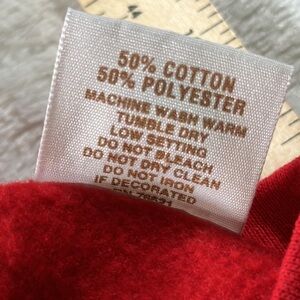 50% COTTON
50% POLYESTER
MACHINE WASH WARM
TUMBLE DRY
LOW SETTING
DO NOT BLEACH
DO NOT DRY CLEAN
DO NOT IRON
IF DECORATED